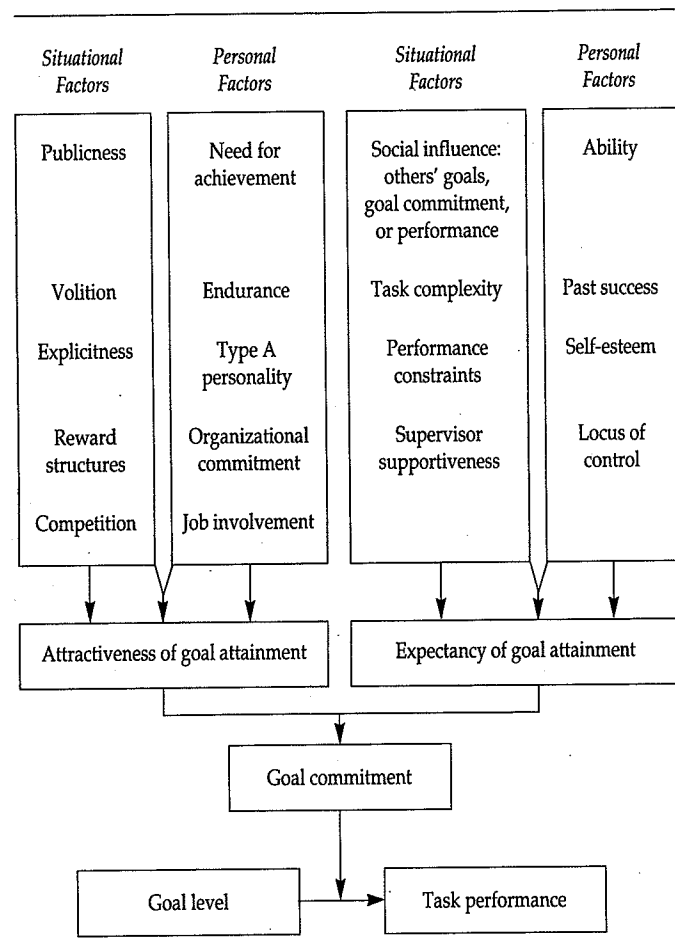 Situational
Factors
Personal
Factors
Situational
Factors
Personal
Factors
Publicness
Volition
Explicitness
Reward
structures
Competition
Need for
achievement
Endurance
Type A
personality
Organizational
commitment
Job involvement
Social influence:
others' goals,
goal commitment,
or performance
Task complexity
Performance
constraints
Supervisor
supportiveness
Ability
Past success
Self-esteem
Locus of
control
Attractiveness of goal attainment
Expectancy of goal attainment
Goal commitment
Goal level
Task performance